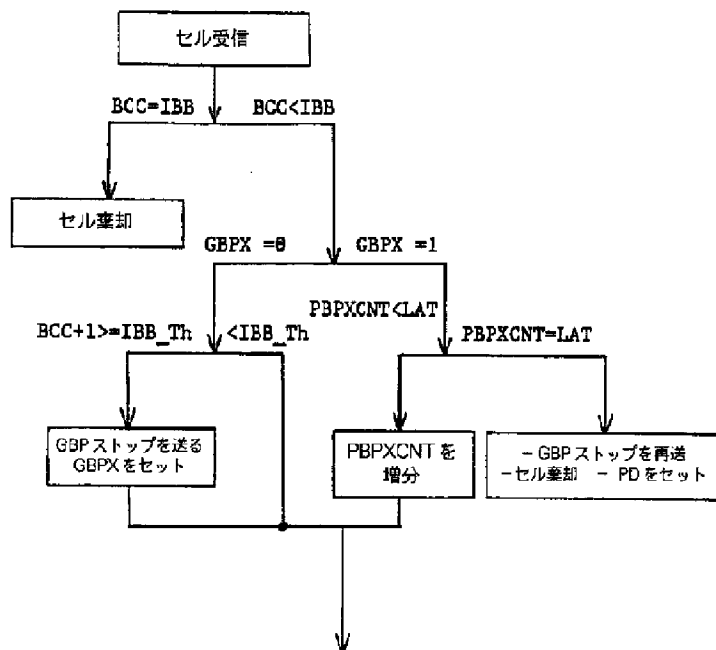 セル受信
BCC=IBB
BCC<IBB
セル棄却
GBPX =0
GBPX =1
PBPXCNT<LAT
BCC+1>=IBB_Th
<IBB_Th
PBPXCNT=LAT
GBPストップを送る
GBPXをセット
PBPXCNTを
増分
－GBPストップを再送
－セル棄却 － PDをセット